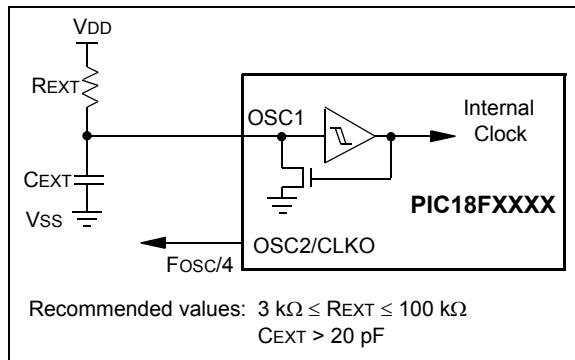 VDD
REXT
OSC1
Internal
Clock
CEXT
PIC18FXXXX
VSS
OSC2/CLKO
FOSC/4
Recommended values: 3 kΩ ≤ REXT ≤ 100 kΩ
CEXT > 20 pF